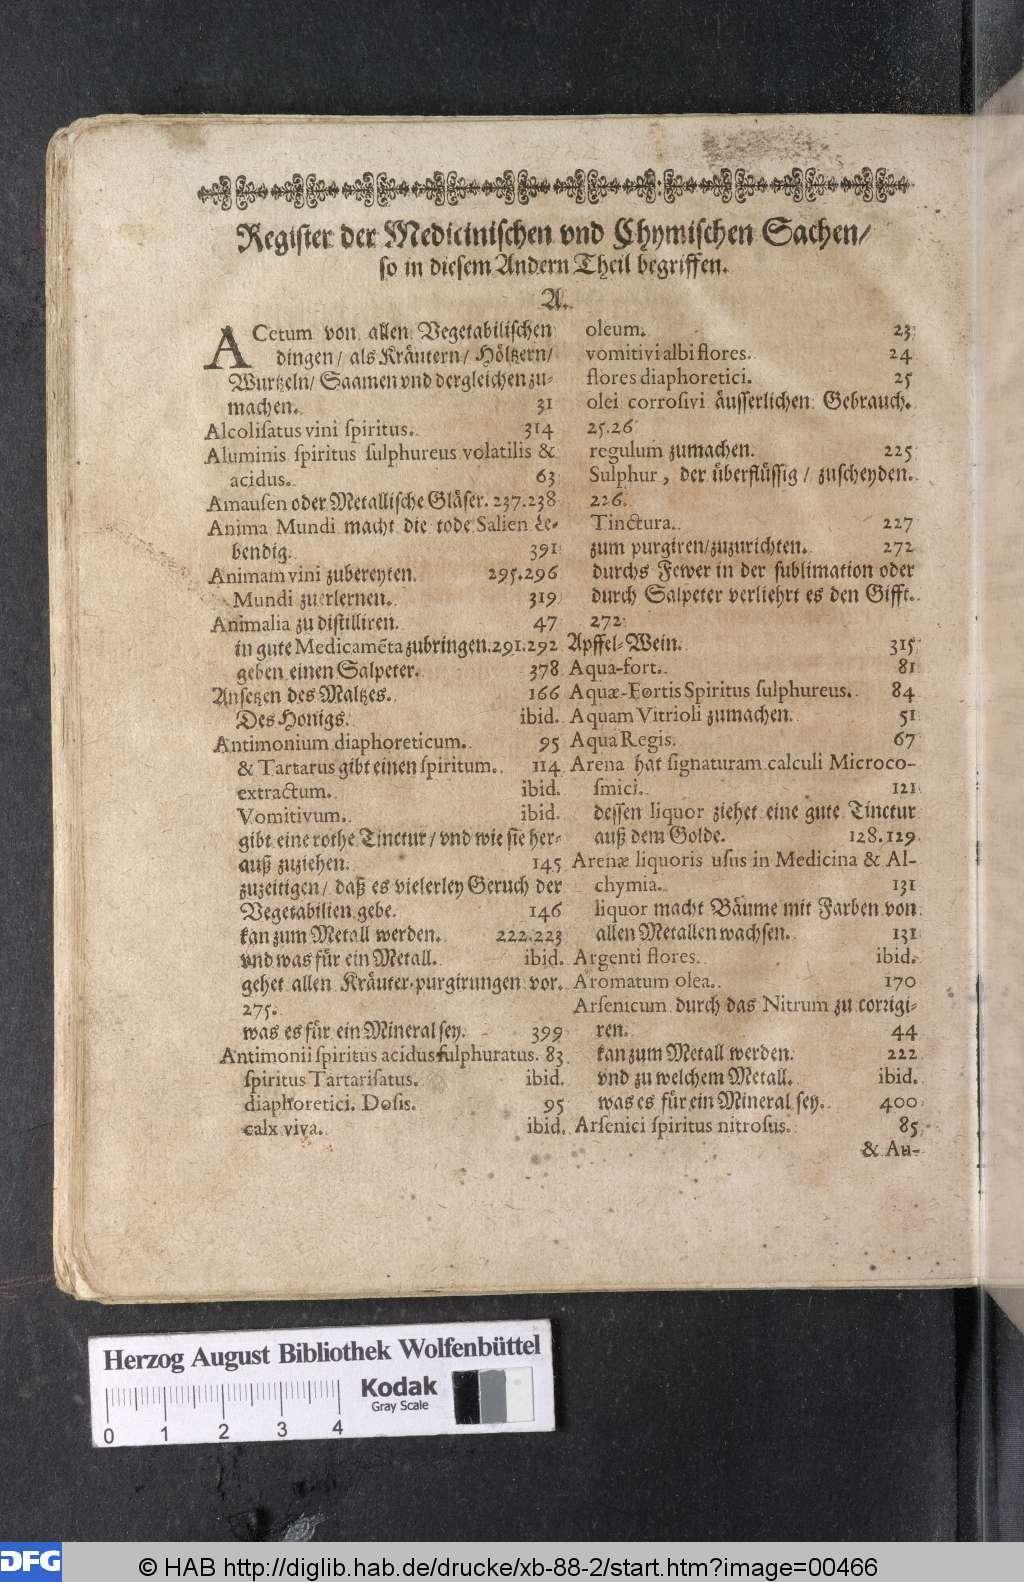 Register der Medicinischen vnd Chymischen Sachen/
so in diesem Andern Theil begriffen.
A.
ACetum von allen Vegetabilischen
dingen/ als Kräutern/ Höltzern/
Wurtzeln/ Saamen vnd dergleichen zu-
machen. 31
Alcolisatus vini spiritus. 314
Aluminis spiritus sulphureus volatilis &
acidus. 63
Amausen oder Metallische Gläser. 237.238
Anima Mundi macht die tode Salien le-
bendig. 391
Animam vini zubereyten. 295.296
Mundi zuerlernen. 319
Animalia zu distilliren. 47
in gute Medicamēta zubringen. 291.292
geben einen Salpeter. 378
Ansetzen des Maltzes. 166
Des Honigs. ibid.
Antimonium diaphoreticum. 95
& Tartarus gibt einen spiritum. 114
extractum. ibid.
Vomitivum. ibid.
gibt eine rothe Tinctur/ vnd wie sie her-
auß zuziehen. 145
zuzeitigen/ daß es vielerley Geruch der
Vegetabilien gebe. 146
kan zum Metall werden. 222.223
vnd was für ein Metall. ibid.
gehet allen Kräuter-purgirungen vor.
275.
was es für ein Mineral sey. 399
Antimonii spiritus acidus sulphuratus. 83
spiritus Tartarisatus. ibid.
diaphoretici. Dosis. 95
calx viva. ibid.
oleum. 23
vomitivi albi flores. 24
flores diaphoretici. 25
olei corrosivi äusserlichen Gebrauch.
25.26
regulum zumachen. 225
Sulphur, der überflüssig/ zuscheyden.
226.
Tinctura. 227
zum purgiren/ zuzurichten. 272
durchs Fewer in der sublimation oder
durch Salpeter verliehrt es den Gifft.
272
Apffel-Wein. 315
Aqua-fort. 81
Aquæ-Fortis Spiritus sulphureus. 84
Aquam Vitrioli zumachen. 51
Aqua Regis. 67
Arena hat signaturam calculi Microco-
smici. 121
dessen liquor ziehet eine gute Tinctur
auß dem Golde. 128.129
Arenæ liquoris usus in Medicina & Al-
chymia. 131
liquor macht Bäume mit Farben von
allen Metallen wachsen. 131
Argenti flores. ibid.
Aromatum olea. 170
Arsenicum durch das Nitrum zu corrigi-
ren. 44
kan zum Metall werden. 222
vnd zu welchem Metall. ibid.
was es für ein Mineral sey. 400
Arsenici spiritus nitrosus. 85
& Au-
Herzog August Bibliothek Wolfenbüttel
Kodak
Gray Scale
0 1 2 3 4
DFG
© HAB http://diglib.hab.de/drucke/xb-88-2/start.htm?image=00466